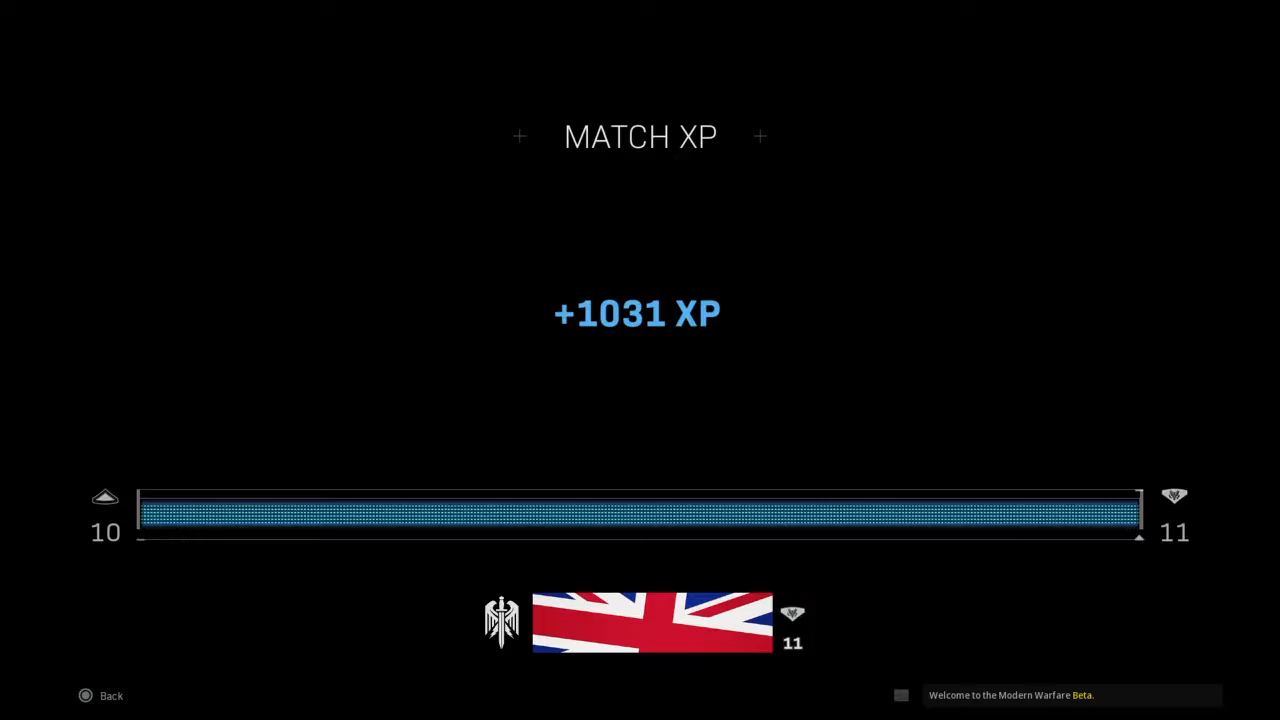 MATCH XP
+1031 XP
10
11
11
Back
Welcome to the Modern Warfare Beta.